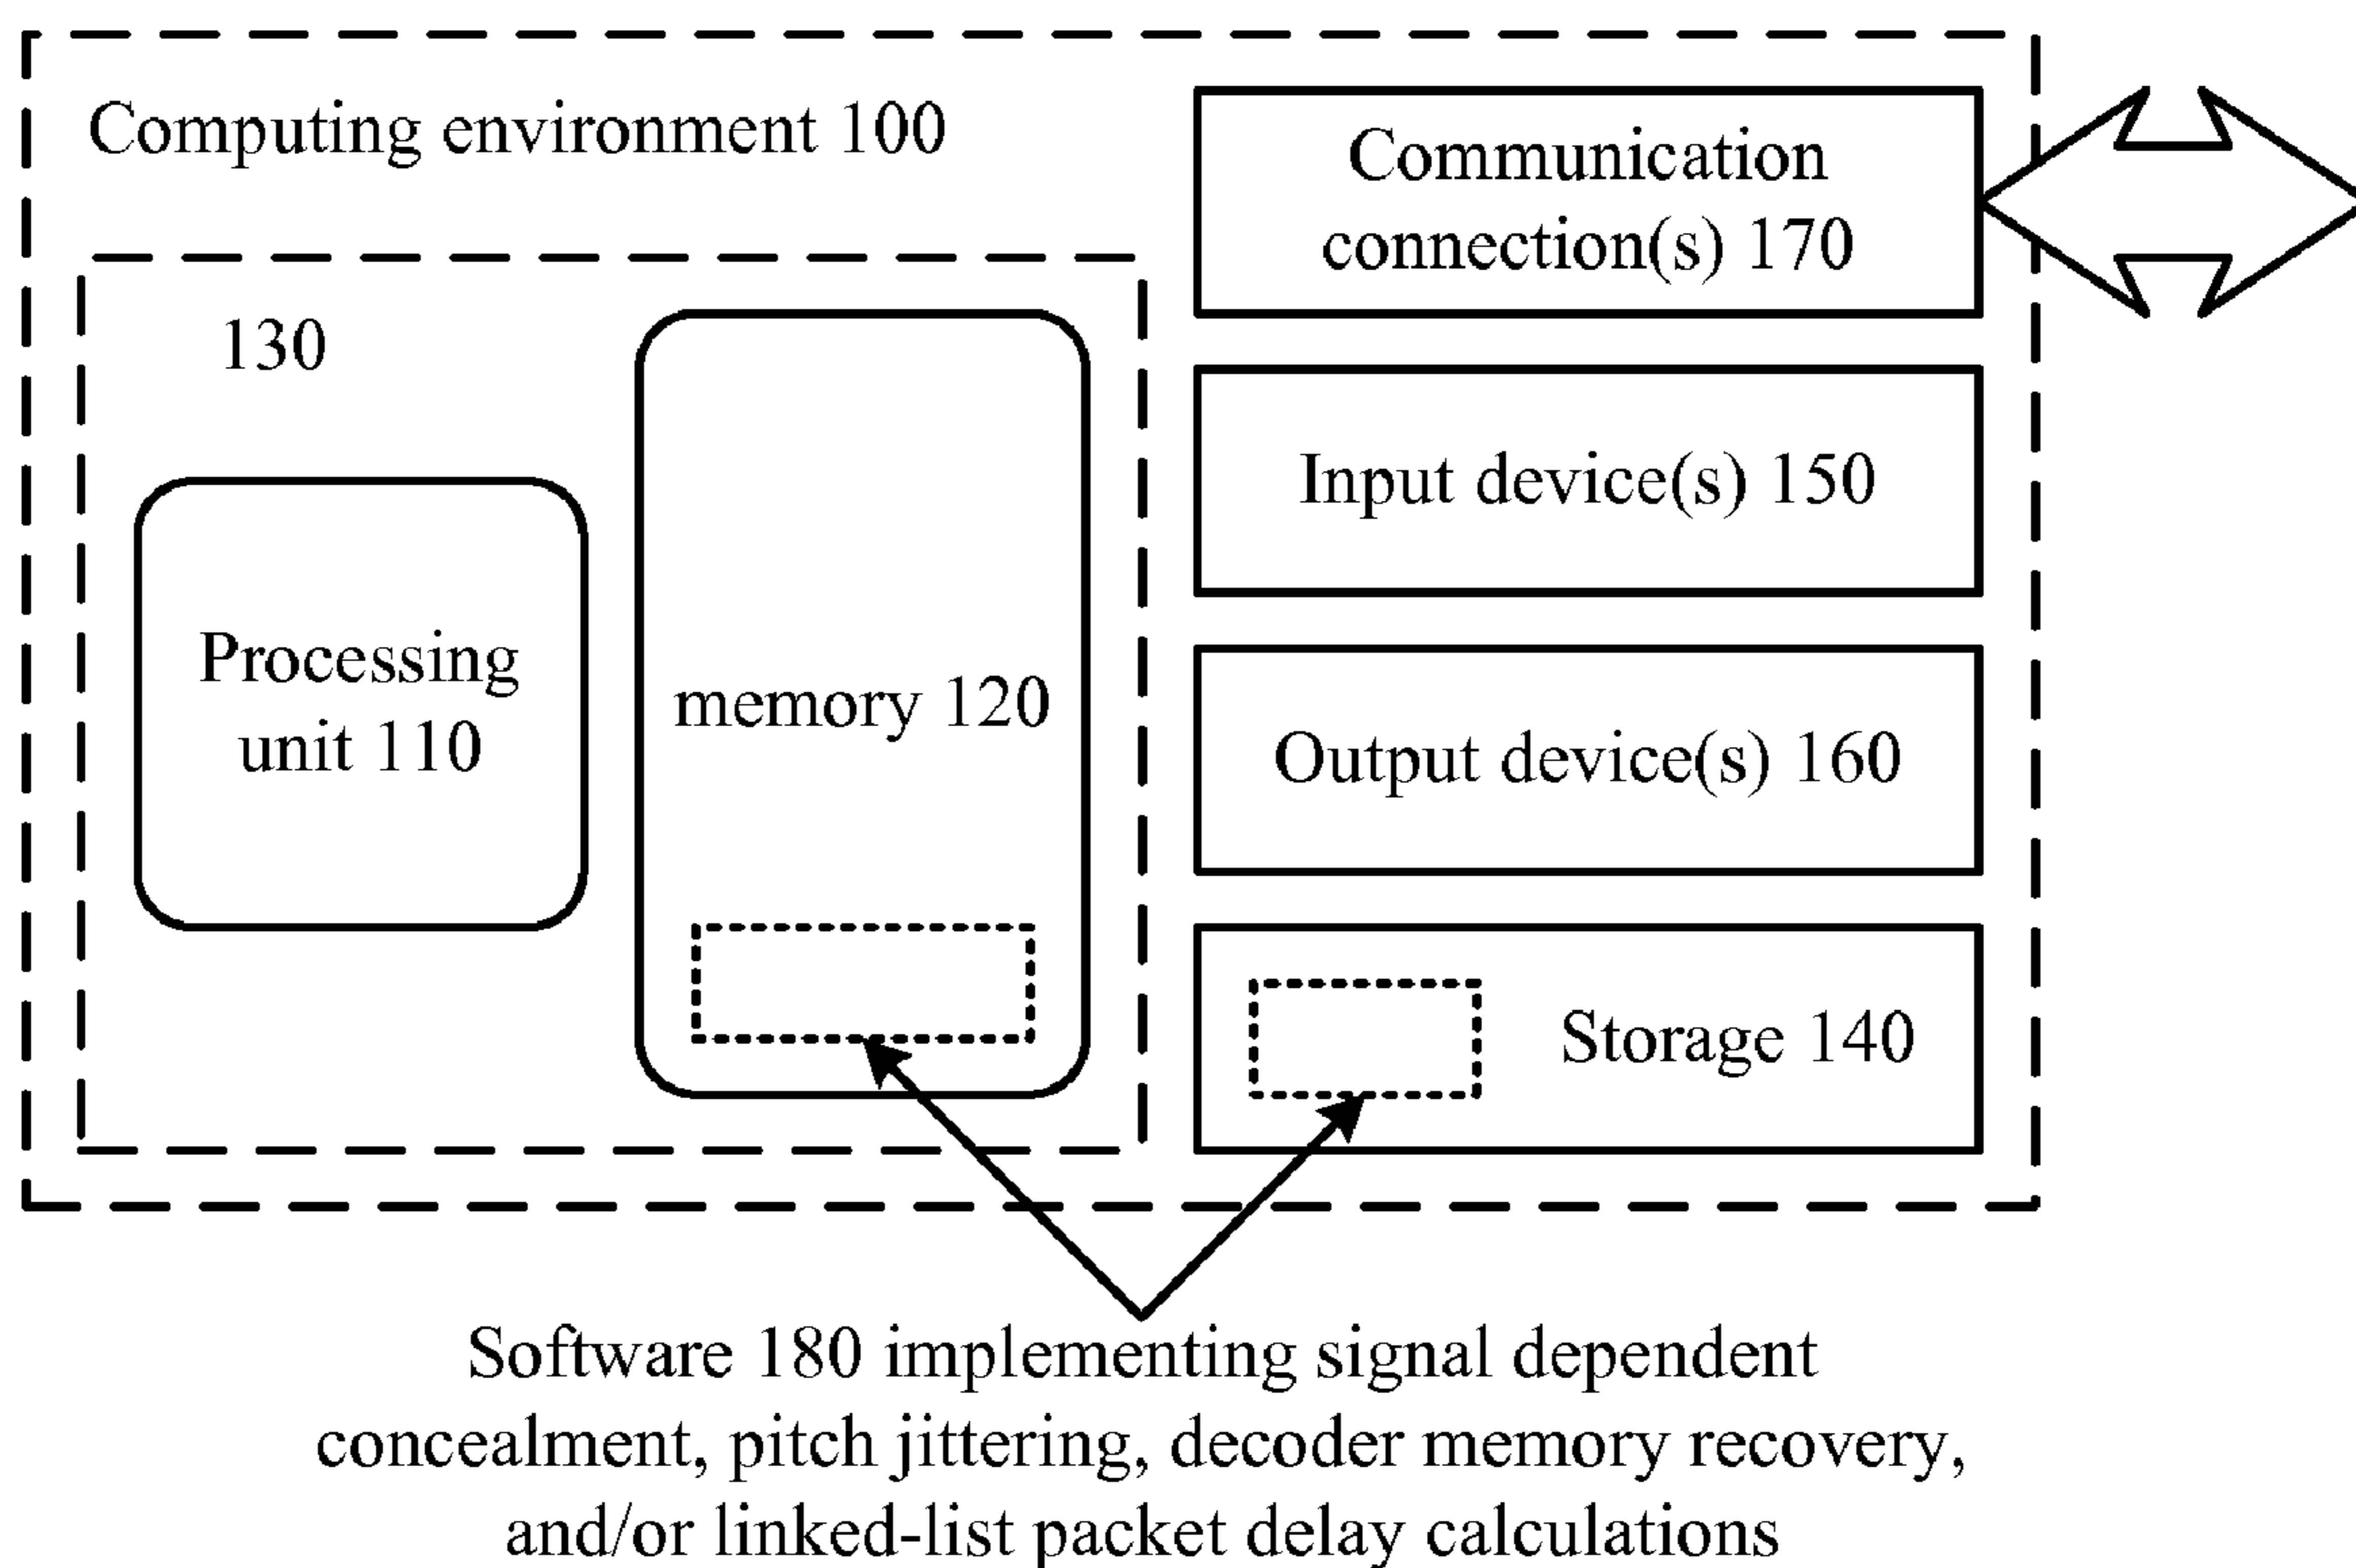 Computing environment 100
Communication
connection(s) 170
130
Input device(s) 150
Processing
unit 110
memory 120
Output device(s) 160
Storage 140
Software 180 implementing signal dependent
concealment, pitch jittering, decoder memory recovery,
and/or linked-list packet delay calculations